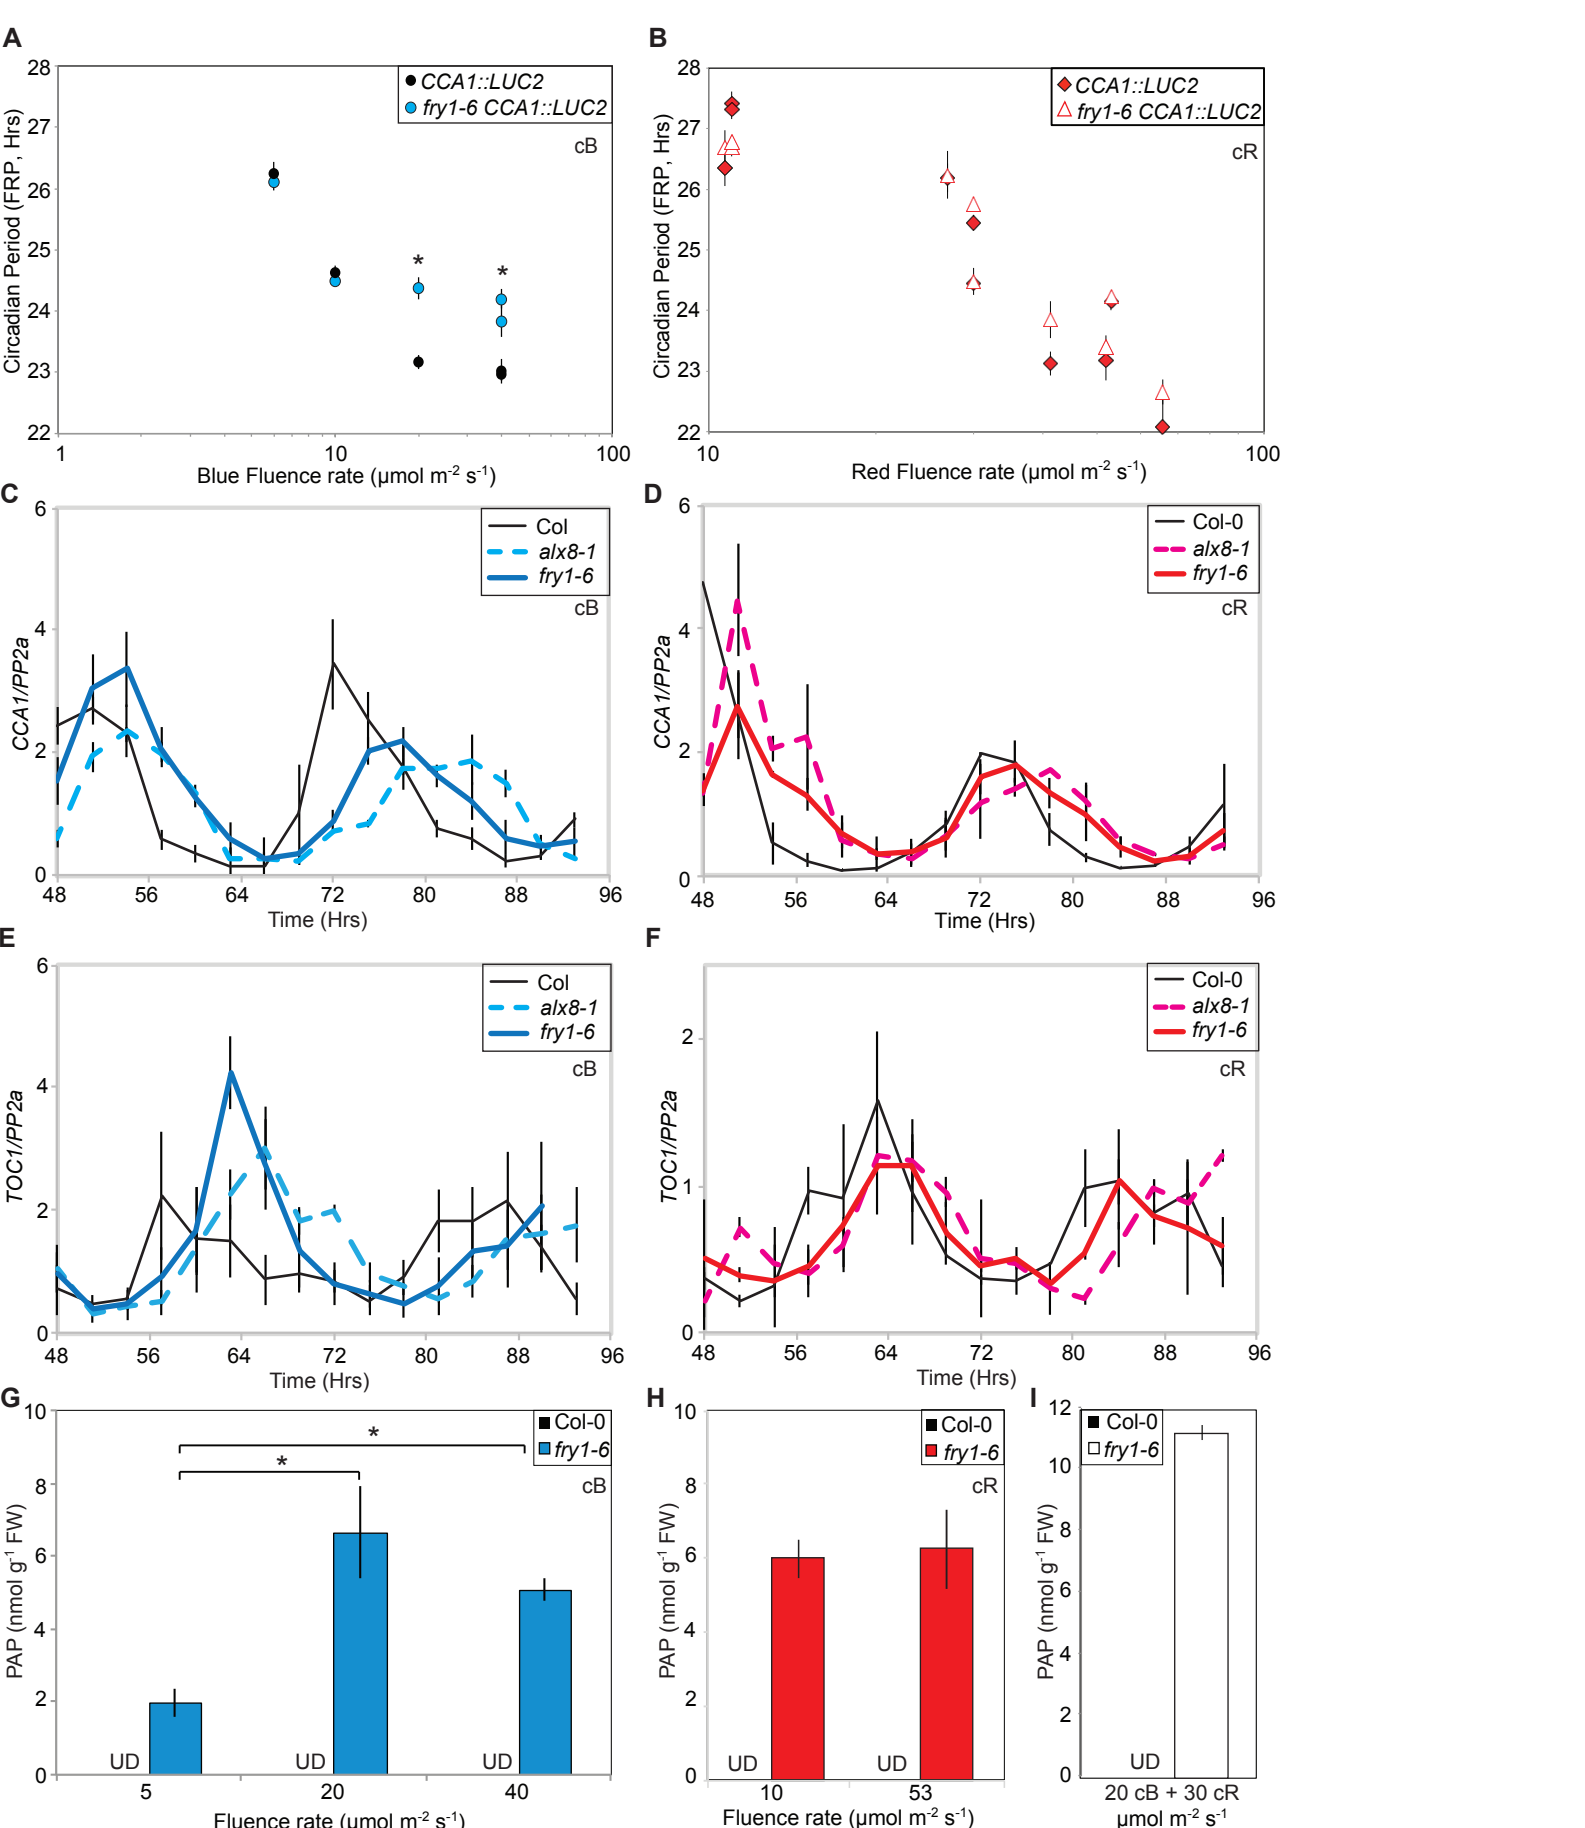 A
28
27
26
25
24
23
22
Circadian Period (FRP, Hrs)
CCA1::LUC2
fry1-6 CCA1::LUC2
cB
*
*
1
10
100
Blue Fluence rate (µmol m-2 s-1)
B
28
27
26
25
24
23
22
Circadian Period (FRP, Hrs)
CCA1::LUC2
fry1-6 CCA1::LUC2
cR
10
100
Red Fluence rate (µmol m-2 s-1)
C
6
4
2
0
CCA1/PP2a
Col
alx8-1
fry1-6
cB
48 56 64 72 80 88 96
Time (Hrs)
D
6
4
2
0
CCA1/PP2a
Col-0
alx8-1
fry1-6
cR
48 56 64 72 80 88 96
Time (Hrs)
E
6
4
2
0
TOC1/PP2a
Col
alx8-1
fry1-6
cB
48 56 64 72 80 88 96
Time (Hrs)
F
2
1
0
TOC1/PP2a
Col-0
alx8-1
fry1-6
cR
48 56 64 72 80 88 96
Time (Hrs)
G
10
8
6
4
2
0
PAP (nmol g-1 FW)
Col-0
fry1-6
cB
*
*
UD UD UD
5 20 40
Fluence rate (µmol m-2 s-1)
H
10
8
6
4
2
0
PAP (nmol g-1 FW)
Col-0
fry1-6
cR
UD UD
10 53
Fluence rate (µmol m-2 s-1)
I
12
10
8
6
4
2
0
PAP (nmol g-1 FW)
Col-0
fry1-6
UD
20 cB + 30 cR
µmol m-2 s-1